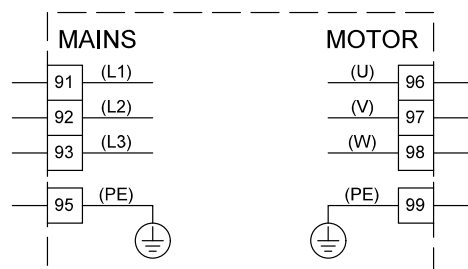 MAINS MOTOR
91 (L1) (U) 96
92 (L2) (V) 97
93 (L3) (W) 98
95 (PE) (PE) 99